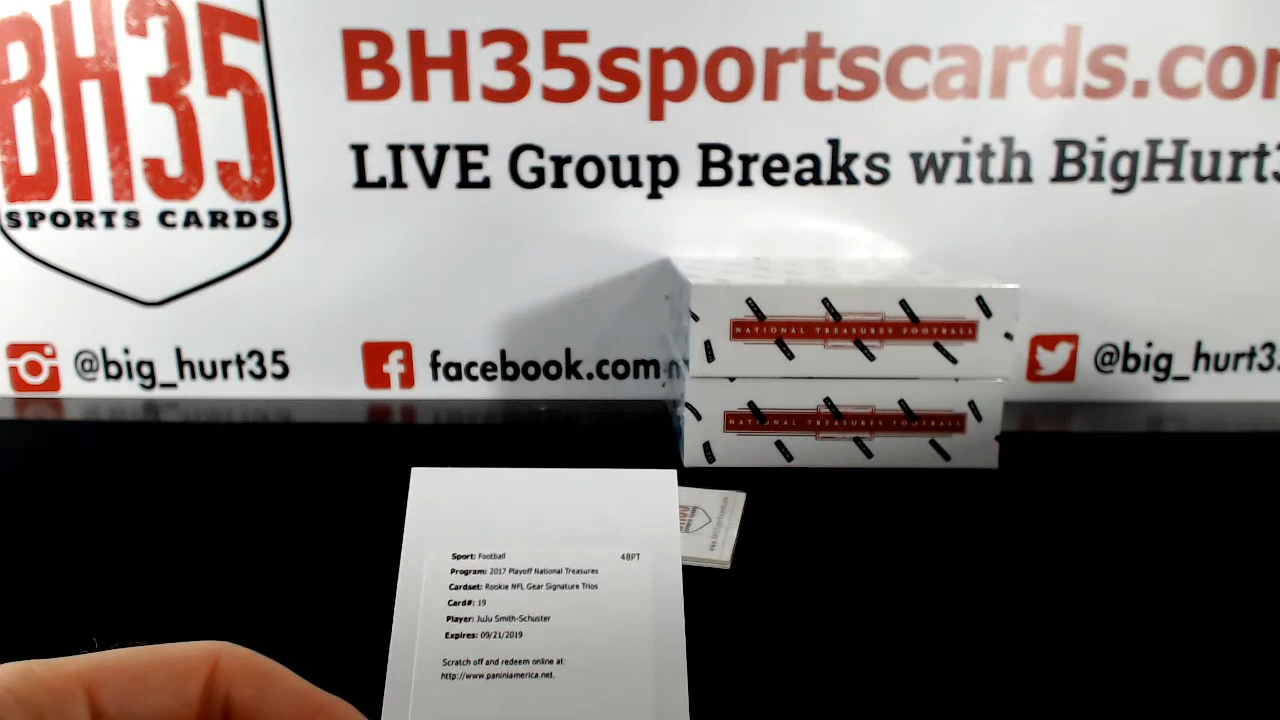 BH35
SPORTS CARDS
BH35sportscards.co
LIVE Group Breaks with BigHurt3
@big_hurt35
facebook.com
@big_hurt3
NATIONAL TREASURES FOOTBALL
NATIONAL TREASURES FOOTBALL
Sport: Football
48PT
Program: 2017 Playoff National Treasures
Cardset: Rookie NFL Gear Signature Trios
Card#: 19
Player: JuJu Smith-Schuster
Expires: 09/21/2019
Scratch off and redeem online at:
http://www.paniniamerica.net.